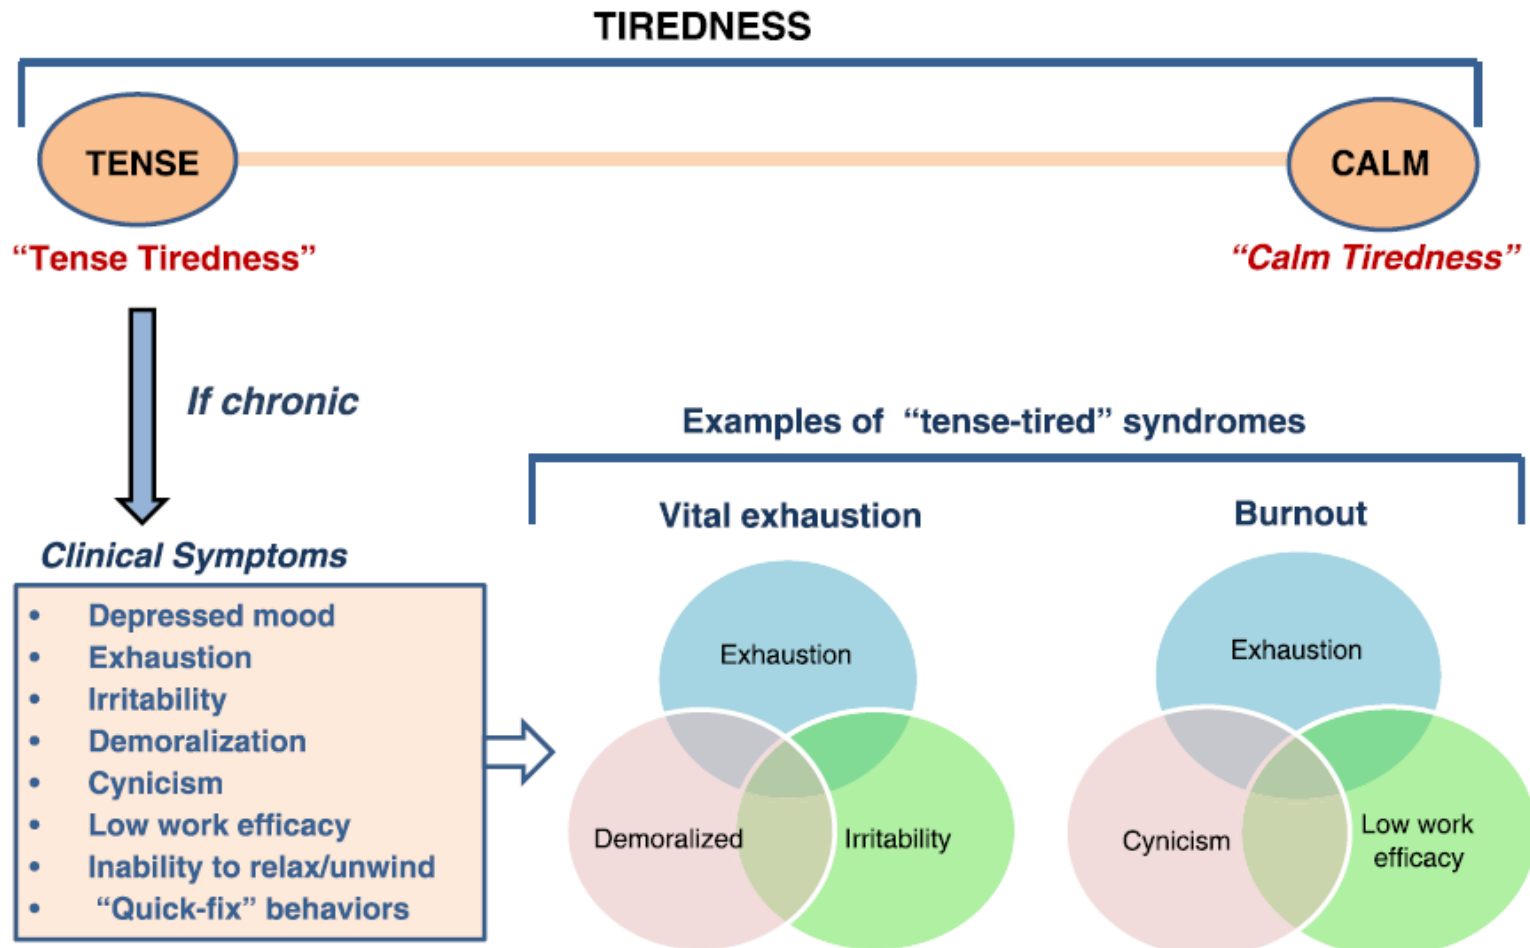 TIREDNESS
TENSE
CALM
“Tense Tiredness”
“Calm Tiredness”
If chronic
Clinical Symptoms
• Depressed mood
• Exhaustion
• Irritability
• Demoralization
• Cynicism
• Low work efficacy
• Inability to relax/unwind
• “Quick-fix” behaviors
Examples of “tense-tired” syndromes
Vital exhaustion
Exhaustion
Demoralized
Irritability
Burnout
Exhaustion
Cynicism
Low work
efficacy